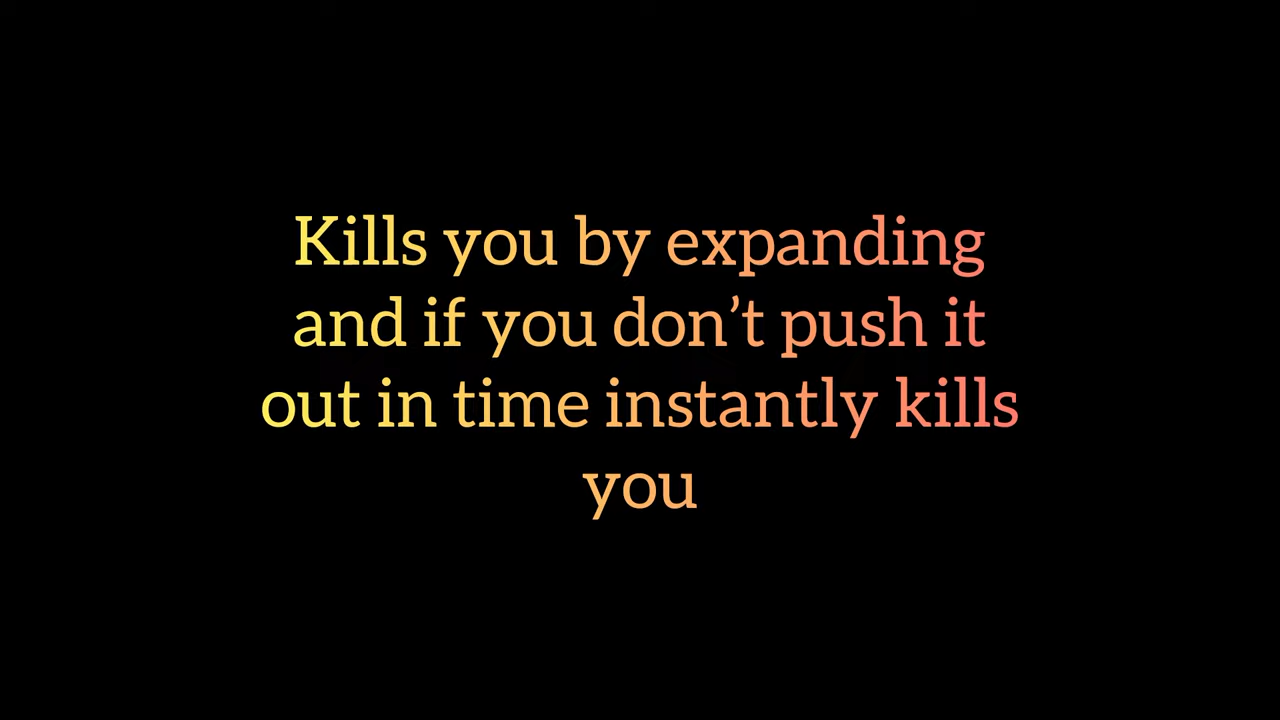 Kills you by expanding
and if you don’t push it
out in time instantly kills
you